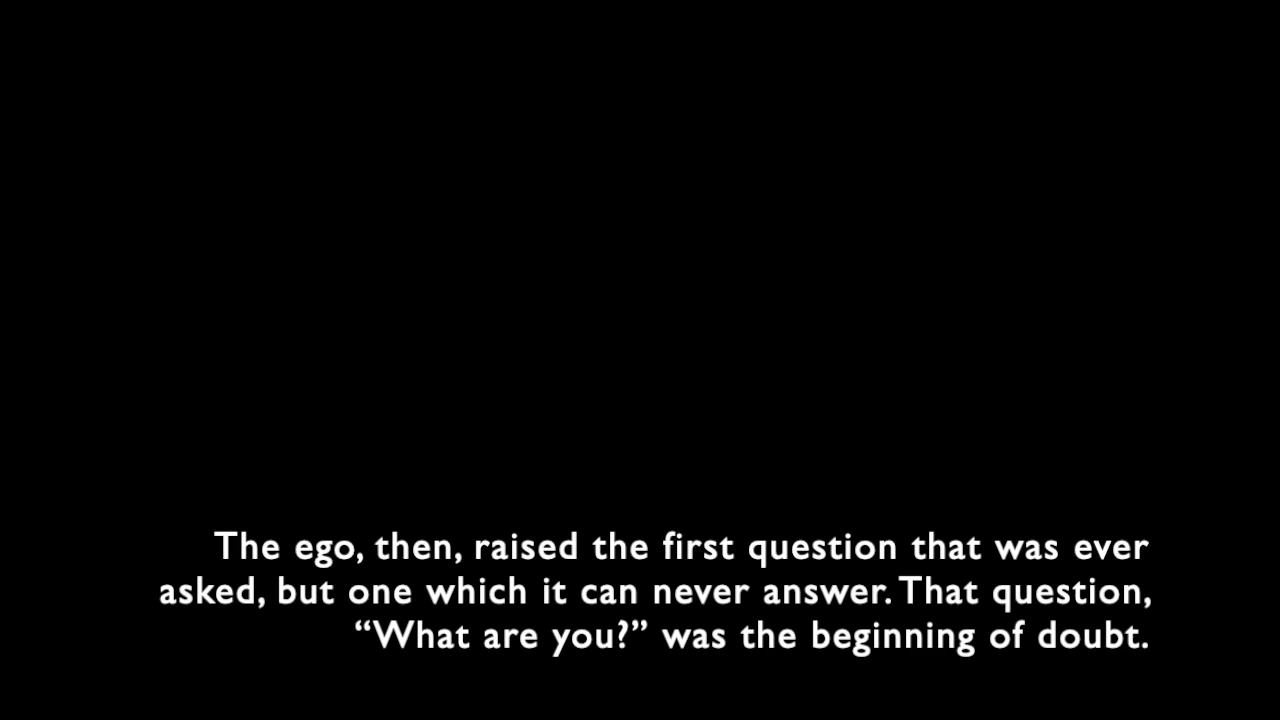 The ego, then, raised the first question that was ever
asked, but one which it can never answer. That question,
“What are you?” was the beginning of doubt.